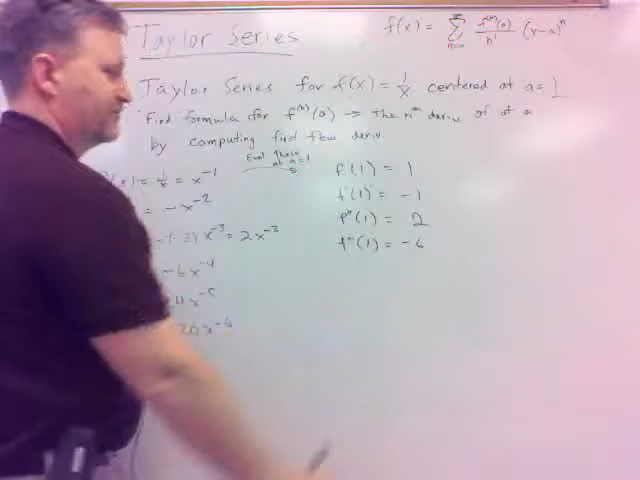 Taylor Series
f(x) = ∞ Σ n=0 f⁽ⁿ⁾(a)/n! (x-a)ⁿ
Taylor Series for f(x) = 1/x centered at a = 1
Find formula for f⁽ⁿ⁾(a) → The nth deriv of at a
by computing first few deriv.
Eval These
at a=1
= 1/x = x⁻¹
= -x⁻²
x⁻³ = 2x⁻³
-6x⁻⁴
x⁻⁵
20x⁻⁶
f(1) = 1
f'(1) = -1
f"(1) = 2
f'''(1) = -6